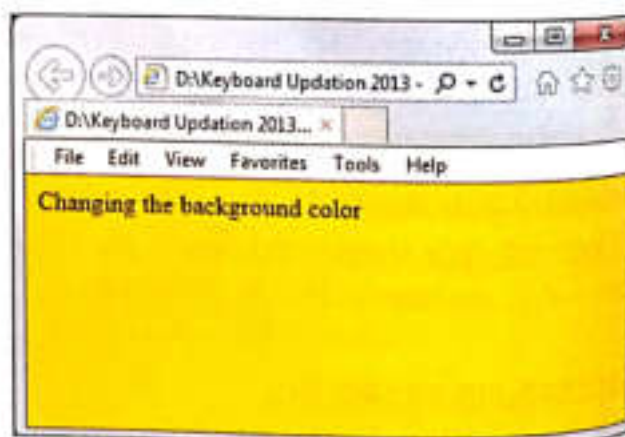 D:\Keyboard Updation 2013 -
D:\Keyboard Updation 2013... ×
File Edit View Favorites Tools Help
Changing the background color